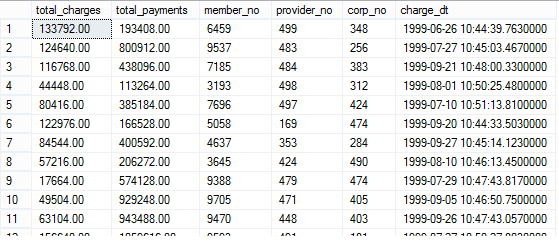 total_charges total_payments member_no provider_no corp_no charge_dt
1 133792.00 193408.00 6459 499 348 1999-06-26 10:44:39.7630000
2 124640.00 800912.00 9537 483 256 1999-07-27 10:45:03.4670000
3 116768.00 438096.00 7185 484 383 1999-09-21 10:48:00.3300000
4 44448.00 113264.00 3193 498 312 1999-08-01 10:50:25.4800000
5 80416.00 385184.00 7696 497 424 1999-07-10 10:51:13.8100000
6 122976.00 166528.00 5058 169 474 1999-09-20 10:44:33.5030000
7 84544.00 400592.00 4637 353 284 1999-09-27 10:45:14.1230000
8 57216.00 206272.00 3645 424 490 1999-08-10 10:46:13.4500000
9 17664.00 574128.00 9388 479 474 1999-07-29 10:47:43.8170000
10 49504.00 929248.00 9705 471 405 1999-09-05 10:46:50.7500000
11 63104.00 943488.00 9470 448 403 1999-09-26 10:47:43.0570000